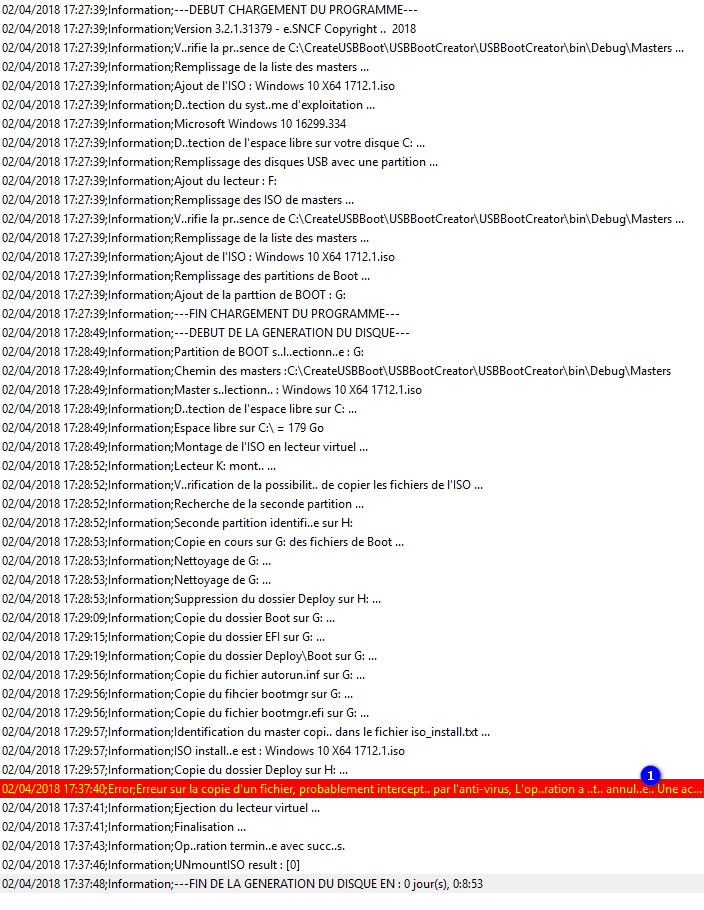 02/04/2018 17:27:39;Information;---DEBUT CHARGEMENT DU PROGRAMME---
02/04/2018 17:27:39;Information;Version 3.2.1.31379 - e.SNCF Copyright ..  2018
02/04/2018 17:27:39;Information;V..rifie la pr..sence de C:\CreateUSBBoot\USBBootCreator\USBBootCreator\bin\Debug\Masters ...
02/04/2018 17:27:39;Information;Remplissage de la liste des masters ...
02/04/2018 17:27:39;Information;Ajout de l'ISO : Windows 10 X64 1712.1.iso
02/04/2018 17:27:39;Information;D..tection du syst..me d'exploitation ...
02/04/2018 17:27:39;Information;Microsoft Windows 10 16299.334
02/04/2018 17:27:39;Information;D..tection de l'espace libre sur votre disque C: ...
02/04/2018 17:27:39;Information;Remplissage des disques USB avec une partition ...
02/04/2018 17:27:39;Information;Ajout du lecteur : F:
02/04/2018 17:27:39;Information;Remplissage des ISO de masters ...
02/04/2018 17:27:39;Information;V..rifie la pr..sence de C:\CreateUSBBoot\USBBootCreator\USBBootCreator\bin\Debug\Masters ...
02/04/2018 17:27:39;Information;Remplissage de la liste des masters ...
02/04/2018 17:27:39;Information;Ajout de l'ISO : Windows 10 X64 1712.1.iso
02/04/2018 17:27:39;Information;Remplissage des partitions de Boot ...
02/04/2018 17:27:39;Information;Ajout de la parttion de BOOT : G:
02/04/2018 17:27:39;Information;---FIN CHARGEMENT DU PROGRAMME---
02/04/2018 17:28:49;Information;---DEBUT DE LA GENERATION DU DISQUE---
02/04/2018 17:28:49;Information;Partition de BOOT s..l..ectionn..e : G:
02/04/2018 17:28:49;Information;Chemin des masters :C:\CreateUSBBoot\USBBootCreator\USBBootCreator\bin\Debug\Masters
02/04/2018 17:28:49;Information;Master s..lectionn.. : Windows 10 X64 1712.1.iso
02/04/2018 17:28:49;Information;D..tection de l'espace libre sur C: ...
02/04/2018 17:28:49;Information;Espace libre sur C:\ = 179 Go
02/04/2018 17:28:49;Information;Montage de l'ISO en lecteur virtuel ...
02/04/2018 17:28:52;Information;Lecteur K: mont.. ...
02/04/2018 17:28:52;Information;V..rification de la possibilit.. de copier les fichiers de l'ISO ...
02/04/2018 17:28:52;Information;Recherche de la seconde partition ...
02/04/2018 17:28:52;Information;Seconde partition identifi..e sur H:
02/04/2018 17:28:53;Information;Copie en cours sur G: des fichiers de Boot ...
02/04/2018 17:28:53;Information;Nettoyage de G: ...
02/04/2018 17:28:53;Information;Nettoyage de G: ...
02/04/2018 17:28:53;Information;Suppression du dossier Deploy sur H: ...
02/04/2018 17:29:09;Information;Copie du dossier Boot sur G: ...
02/04/2018 17:29:15;Information;Copie du dossier EFI sur G: ...
02/04/2018 17:29:19;Information;Copie du dossier Deploy\Boot sur G: ...
02/04/2018 17:29:56;Information;Copie du fichier autorun.inf sur G: ...
02/04/2018 17:29:56;Information;Copie du fihcier bootmgr sur G: ...
02/04/2018 17:29:56;Information;Copie du fichier bootmgr.efi sur G: ...
02/04/2018 17:29:57;Information;Identification du master copi.. dans le fichier iso_install.txt ...
02/04/2018 17:29:57;Information;ISO install..e est : Windows 10 X64 1712.1.iso
02/04/2018 17:29:57;Information;Copie du dossier Deploy sur H: ...
1
02/04/2018 17:37:40;Error;Erreur sur la copie d'un fichier, probablement intercept.. par l'anti-virus, L'op..ration a ..t.. annul..e.. Une ac...
02/04/2018 17:37:41;Information;Ejection du lecteur virtuel ...
02/04/2018 17:37:41;Information;Finalisation ...
02/04/2018 17:37:43;Information;Op..ration termin..e avec succ..s.
02/04/2018 17:37:46;Information;UNmountISO result : [0]
02/04/2018 17:37:48;Information;---FIN DE LA GENERATION DU DISQUE EN : 0 jour(s), 0:8:53